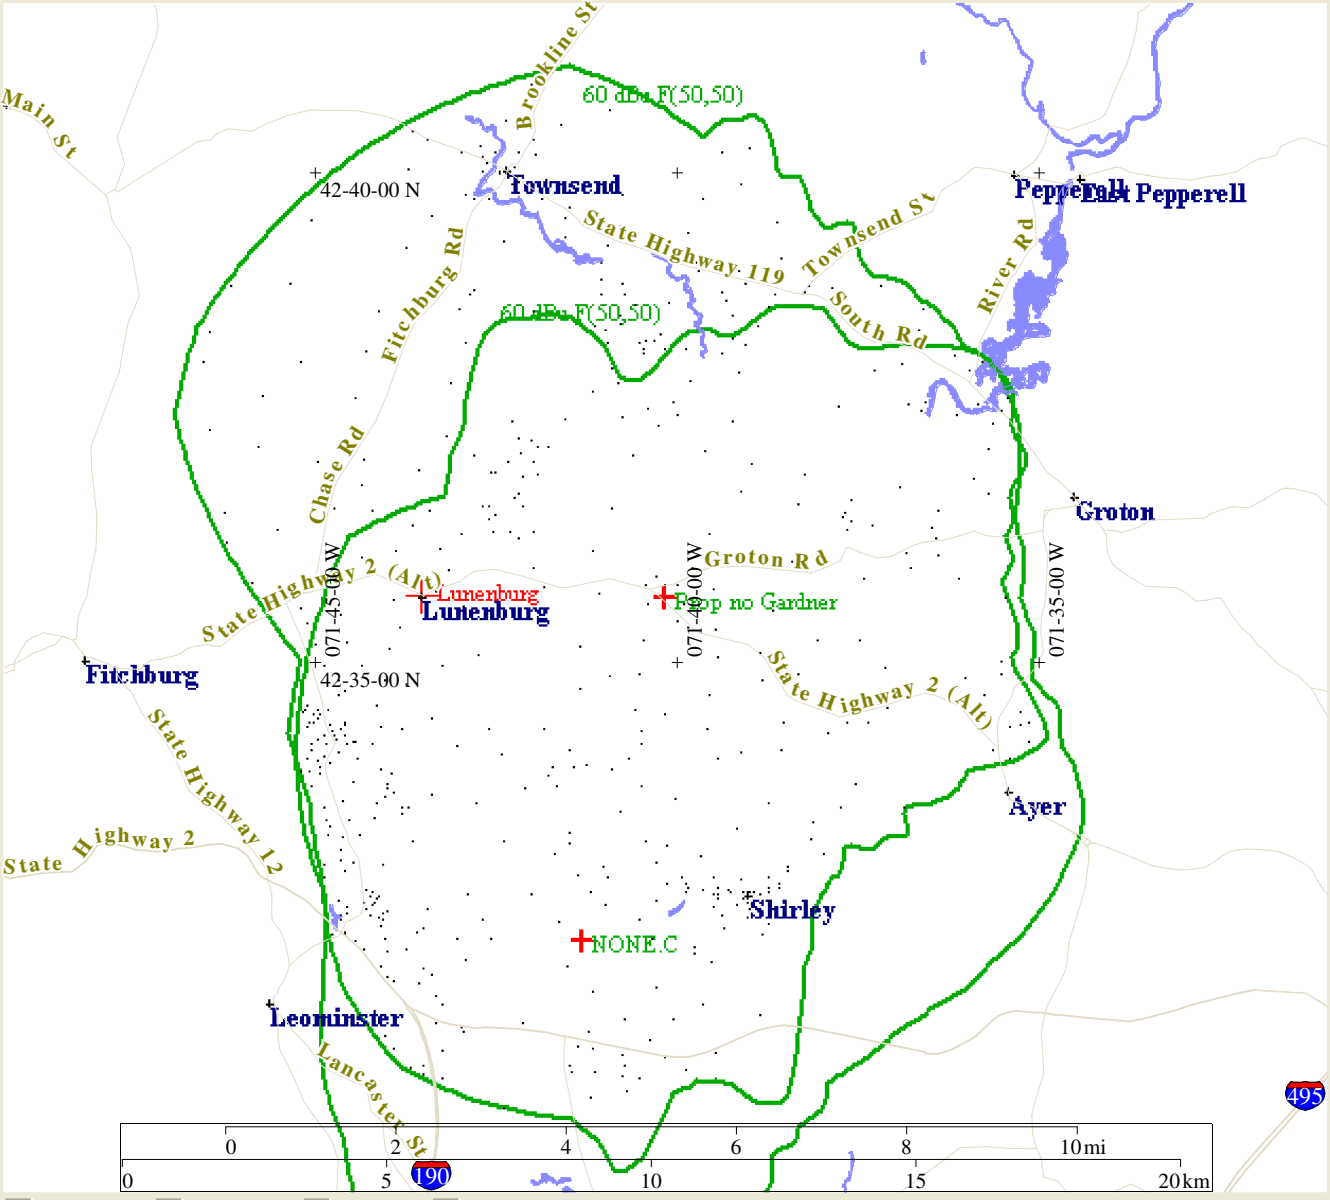 Brookline St
60 dBu F(50,50)
Main St
42-40-00 N
Townsend
Pepperell
East Pepperell
State Highway 119
Townsend St
River Rd
Fitchburg Rd
60 dBu F(50,50)
South Rd
Chase Rd
Groton
071-45-00 W
071-40-00 W
071-35-00 W
Groton Rd
State Highway 2 (Alt)
Lunenburg
Lunenburg
Prop no Gardner
Fitchburg
42-35-00 N
State Highway 2 (Alt)
State Highway 12
Ayer
State Highway 2
Shirley
NONE.C
Leominster
Lancaster St
495
0 2 4 6 8 10 mi
190
0 5 10 15 20 km